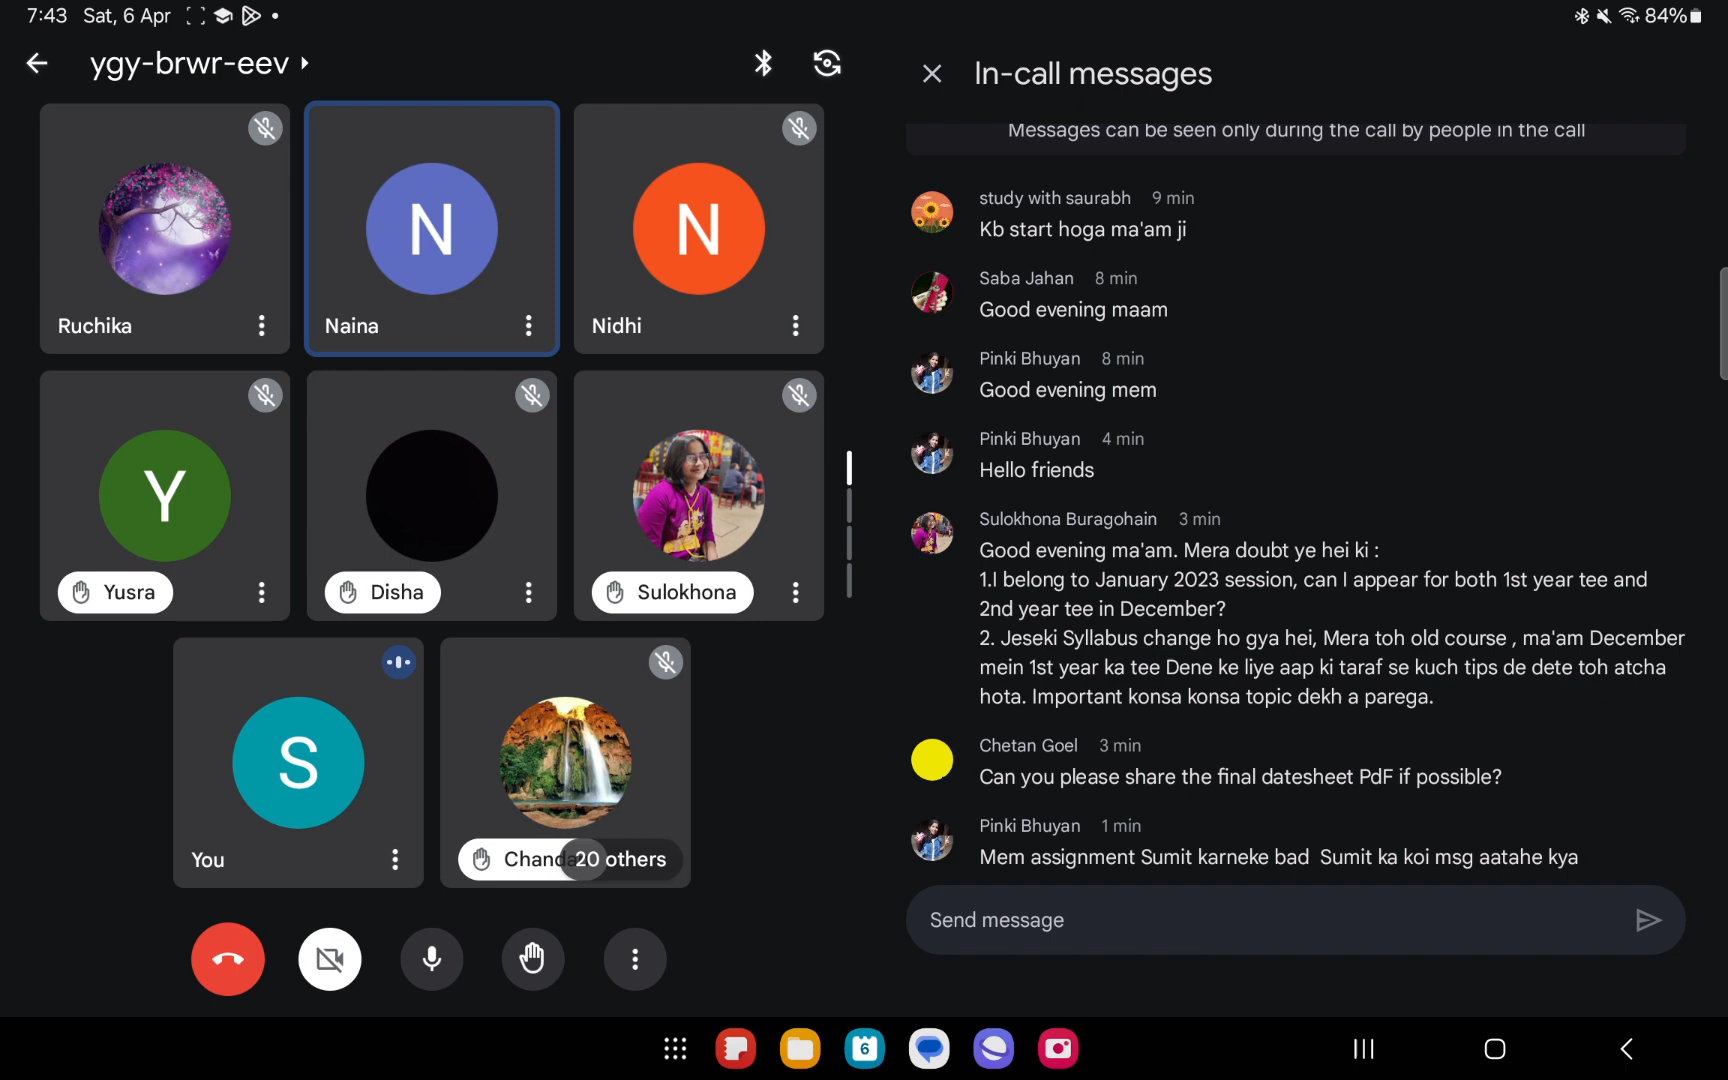 7:43 Sat, 6 Apr
84%
ygy-brwr-eev
Ruchika
N
Naina
N
Nidhi
Y
Yusra
Disha
Sulokhona
S
You
Chanda
20 others
In-call messages
Messages can be seen only during the call by people in the call
study with saurabh 9 min
Kb start hoga ma'am ji
Saba Jahan 8 min
Good evening maam
Pinki Bhuyan 8 min
Good evening mem
Pinki Bhuyan 4 min
Hello friends
Sulokhona Buragohain 3 min
Good evening ma'am. Mera doubt ye hei ki :
1.I belong to January 2023 session, can I appear for both 1st year tee and
2nd year tee in December?
2. Jeseki Syllabus change ho gya hei, Mera toh old course , ma'am December
mein 1st year ka tee Dene ke liye aap ki taraf se kuch tips de dete toh atcha
hota. Important konsa konsa topic dekh a parega.
Chetan Goel 3 min
Can you please share the final datesheet PdF if possible?
Pinki Bhuyan 1 min
Mem assignment Sumit karneke bad  Sumit ka koi msg aatahe kya
Send message
6